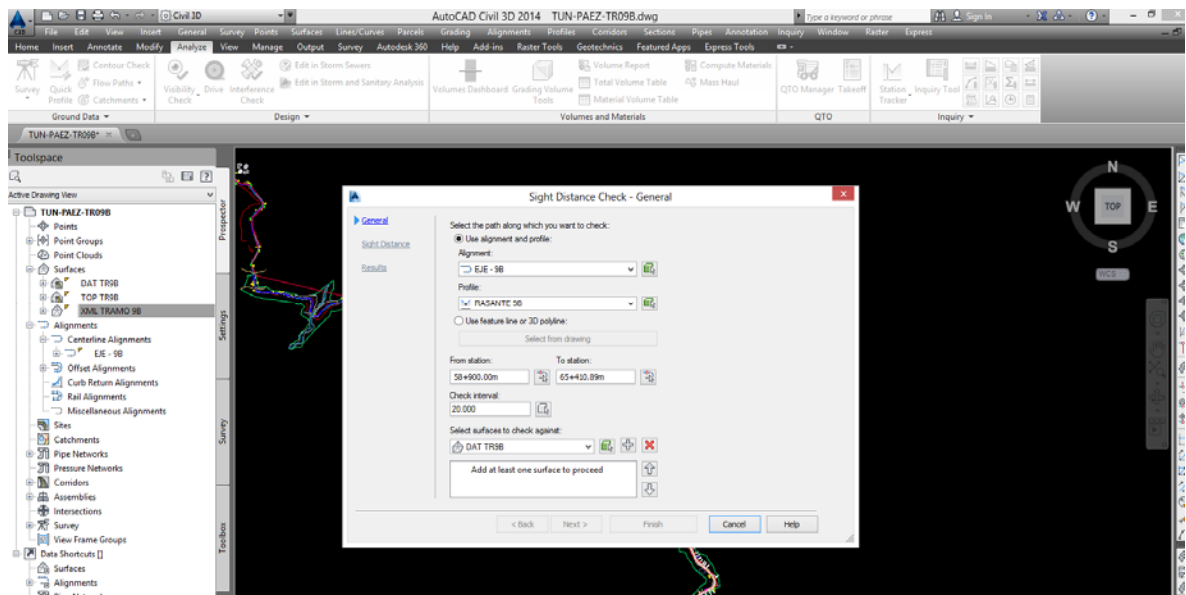 Civil 3D
AutoCAD Civil 3D 2014 TUN-PAEZ-TR09B.dwg
Type a keyword or phrase
Sign In
File Edit View Insert General Survey Points Surfaces Lines/Curves Parcels Grading Alignments Profiles Corridors Sections Pipes Annotation Inquiry Window Raster Express
Home Insert Annotate Modify Analyze View Manage Output Survey Autodesk 360 Help Add-ins Raster Tools Geotechnics Featured Apps Express Tools
Survey
Quick Profile
Contour Check
Flow Paths
Catchments
Ground Data
Visibility Check
Drive
Interference Check
Edit in Storm Sewers
Edit in Storm and Sanitary Analysis
Design
Volumes Dashboard
Grading Volume Tools
Volume Report
Total Volume Table
Material Volume Table
Compute Materials
Mass Haul
Volumes and Materials
QTO Manager
Takeoff
QTO
Station Tracker
Inquiry Tool
Inquiry
TUN-PAEZ-TR09B*
Toolspace
Active Drawing View
TUN-PAEZ-TR09B
Points
Point Groups
Point Clouds
Surfaces
DAT TR9B
TOP TR9B
XML TRAMO 9B
Alignments
Centerline Alignments
EJE - 9B
Offset Alignments
Curb Return Alignments
Rail Alignments
Miscellaneous Alignments
Sites
Catchments
Pipe Networks
Pressure Networks
Corridors
Assemblies
Intersections
Survey
View Frame Groups
Data Shortcuts []
Surfaces
Alignments
Prospector
Settings
Survey
Toolbox
Sight Distance Check - General
General
Sight Distance
Results
Select the path along which you want to check:
Use alignment and profile:
Alignment:
EJE - 9B
Profile:
RASANTE 9B
Use feature line or 3D polyline:
Select from drawing
From station: To station:
58+900.00m 65+410.89m
Check interval:
20.000
Select surfaces to check against:
DAT TR9B
Add at least one surface to proceed
< Back Next > Finish Cancel Help
N
W TOP E
S
WCS